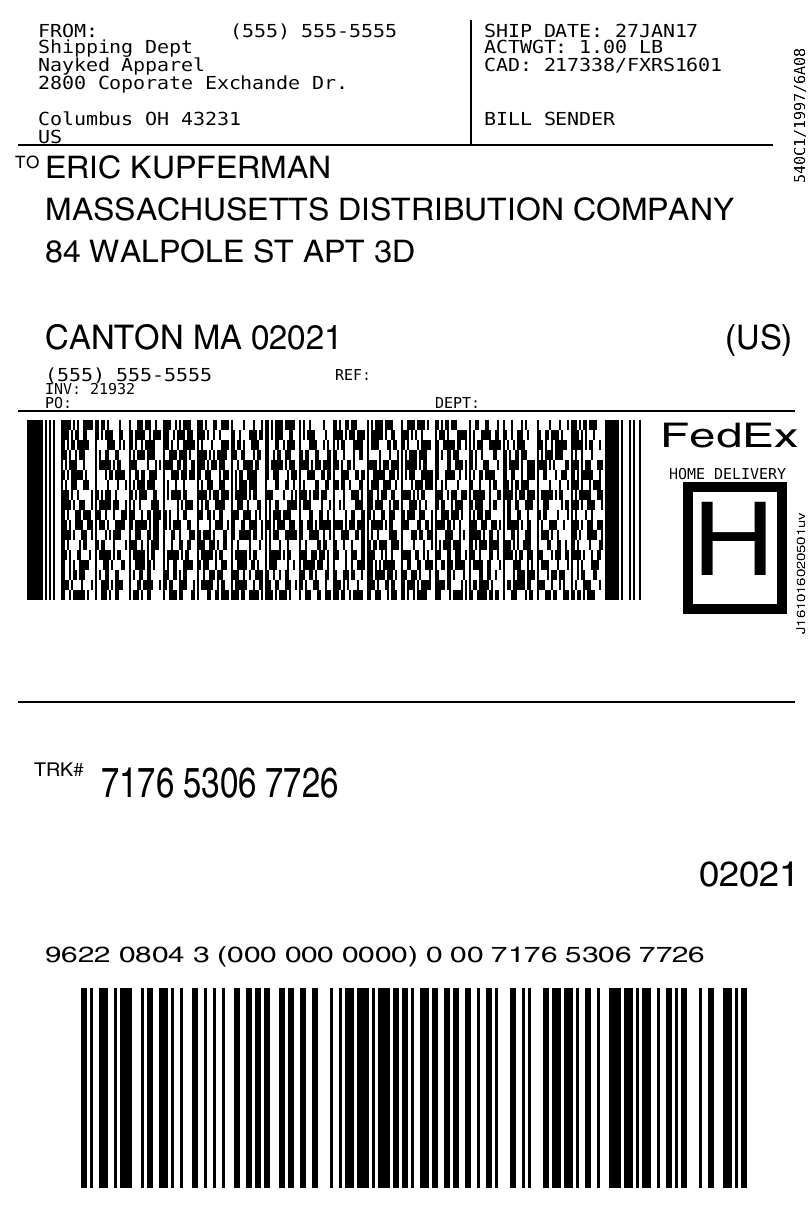 FROM: (555) 555-5555
Shipping Dept
Nayked Apparel
2800 Coporate Exchande Dr.
Columbus OH 43231
US
SHIP DATE: 27JAN17
ACTWGT: 1.00 LB
CAD: 217338/FXRS1601
BILL SENDER
540C1/1997/6A08
TO ERIC KUPFERMAN
MASSACHUSETTS DISTRIBUTION COMPANY
84 WALPOLE ST APT 3D
CANTON MA 02021 (US)
(555) 555-5555 REF:
INV: 21932
PO: DEPT:
FedEx
HOME DELIVERY
H
J161016020501uv
TRK# 7176 5306 7726
02021
9622 0804 3 (000 000 0000) 0 00 7176 5306 7726